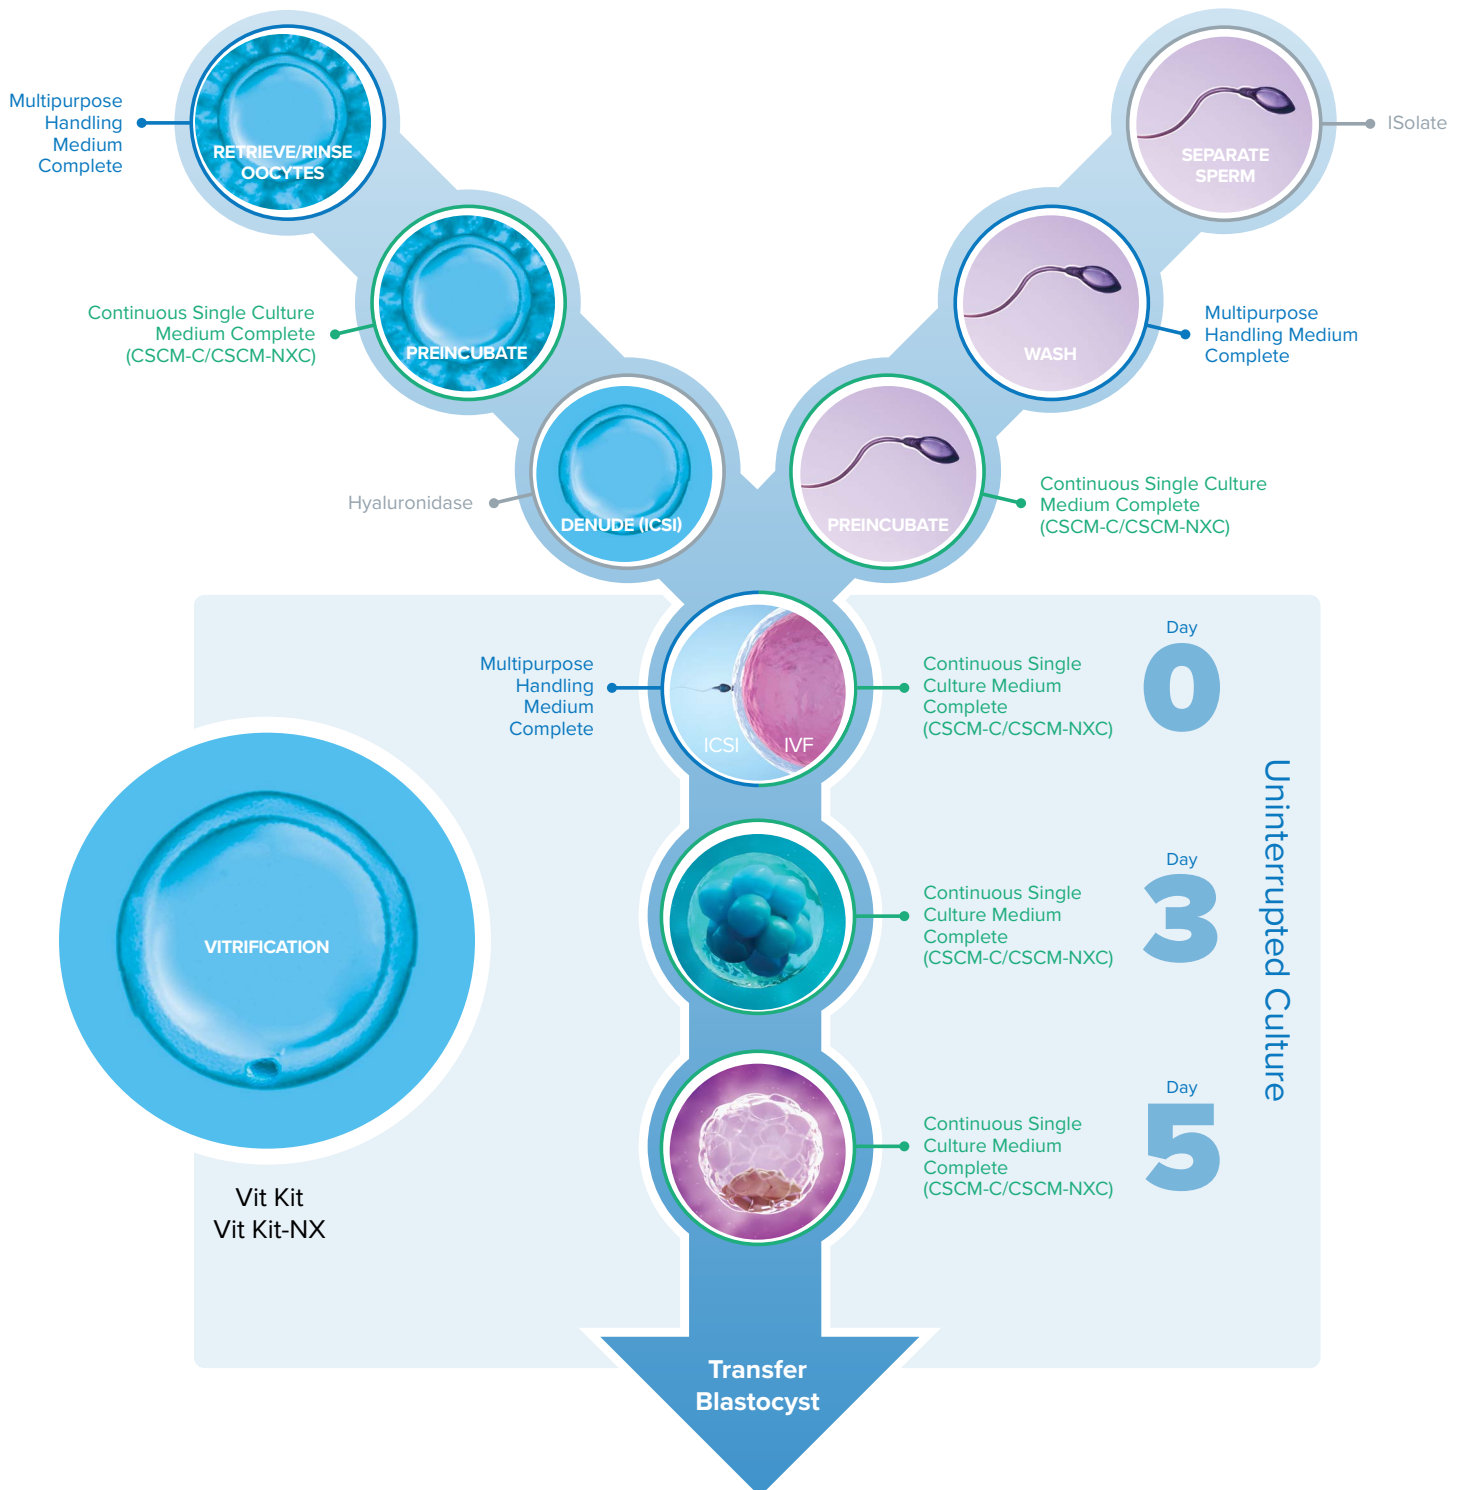 Multipurpose
Handling
Medium
Complete
RETRIEVE/RINSE
OOCYTES
SEPARATE
SPERM
ISolate
Continuous Single Culture
Medium Complete
(CSCM-C/CSCM-NXC)
PREINCUBATE
WASH
Multipurpose
Handling Medium
Complete
Hyaluronidase
DENUDE (ICSI)
PREINCUBATE
Continuous Single Culture
Medium Complete
(CSCM-C/CSCM-NXC)
Multipurpose
Handling
Medium
Complete
ICSI
IVF
Continuous Single
Culture Medium
Complete
(CSCM-C/CSCM-NXC)
Day
0
Uninterrupted Culture
VITRIFICATION
Vit Kit
Vit Kit-NX
Continuous Single
Culture Medium
Complete
(CSCM-C/CSCM-NXC)
Day
3
Continuous Single
Culture Medium
Complete
(CSCM-C/CSCM-NXC)
Day
5
Transfer
Blastocyst